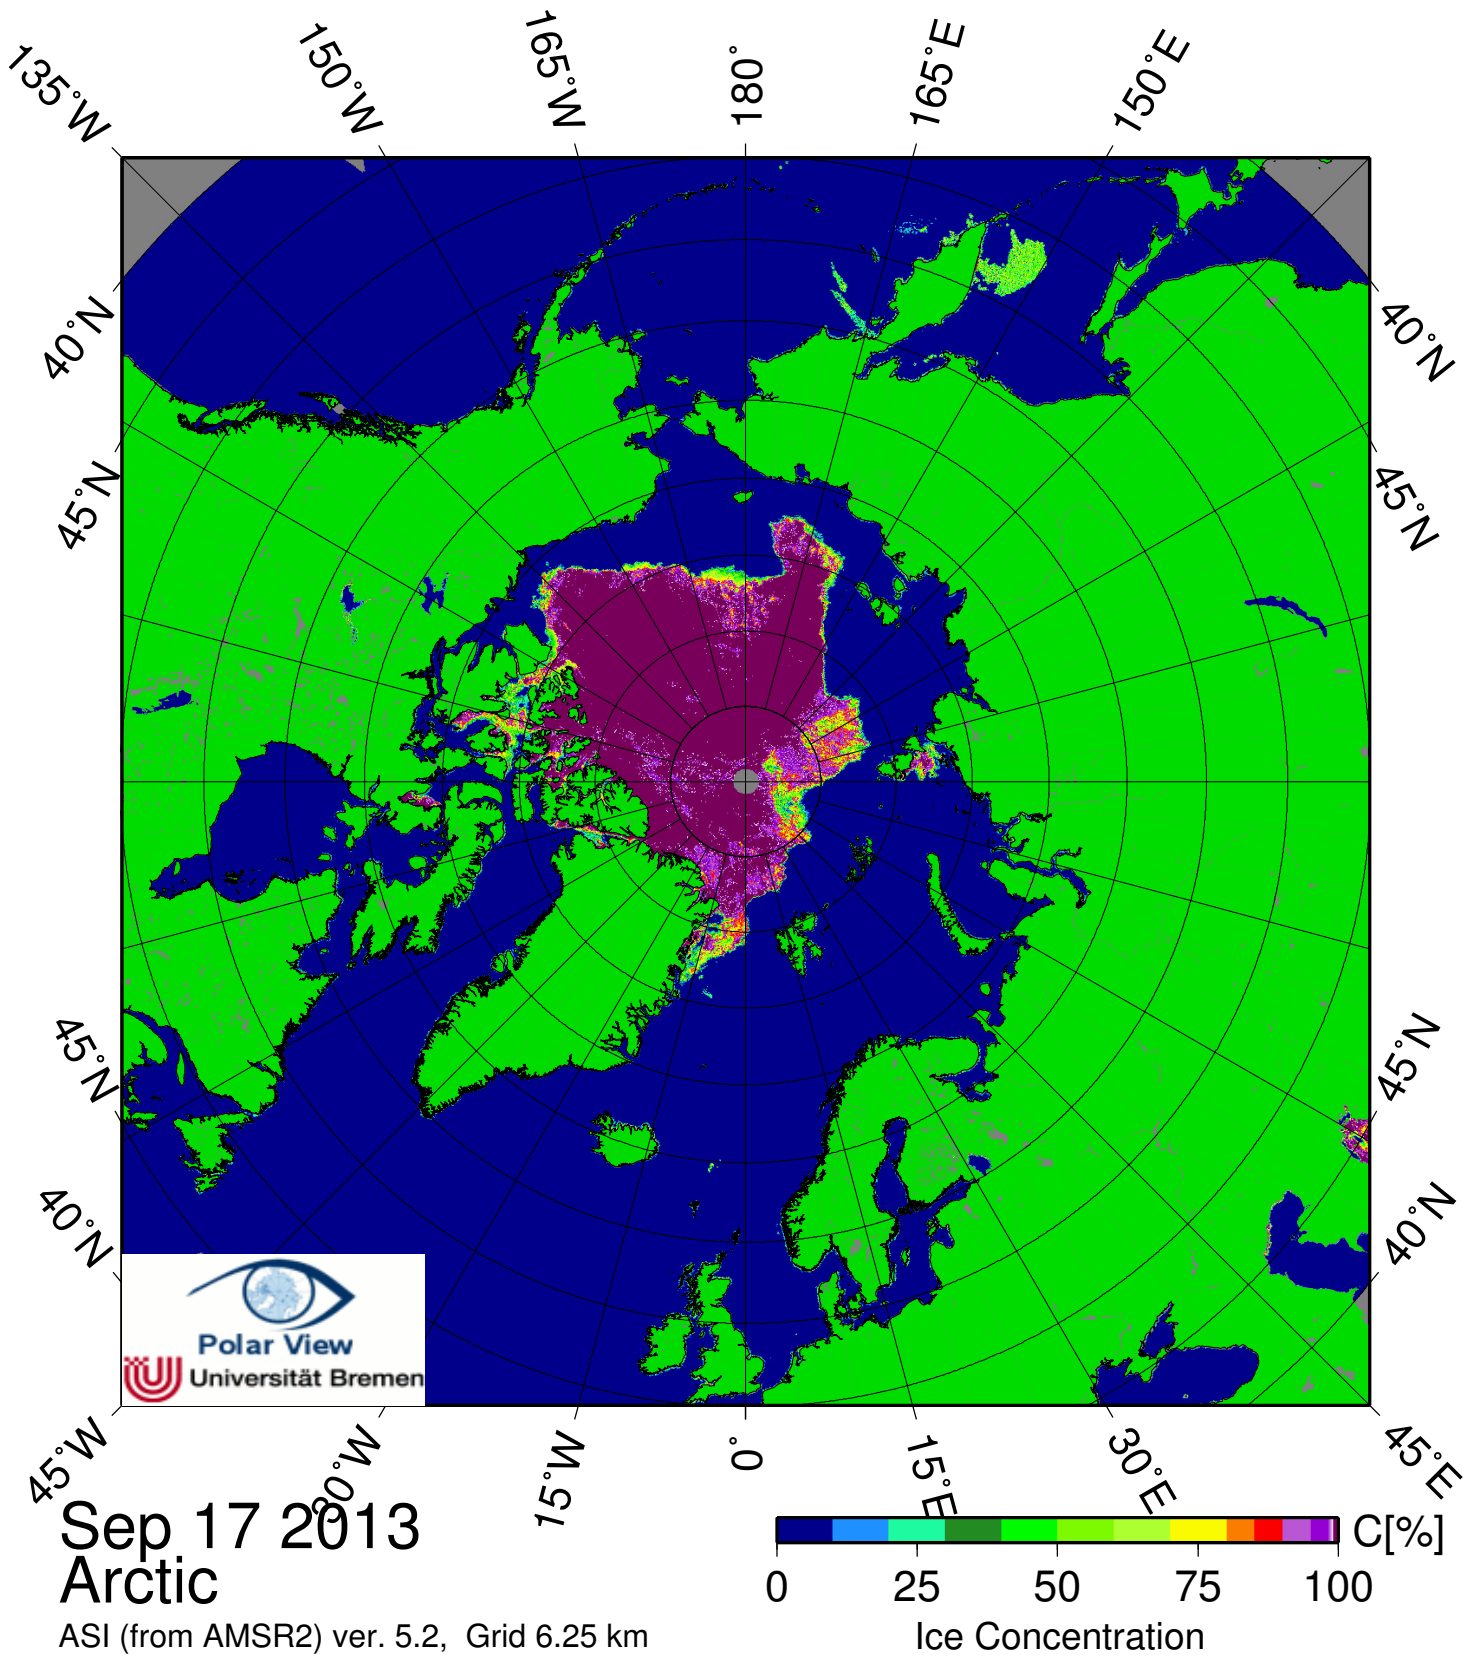 135°W
150°W
165°W
180°
165°E
150°E
40°N
40°N
45°N
45°N
45°N
45°N
40°N
40°N
Polar View
Universität Bremen
45°W
30°W
15°W
0°
15°E
30°E
45°E
Sep 17 2013
Arctic
ASI (from AMSR2) ver. 5.2, Grid 6.25 km
C[%]
0 25 50 75 100
Ice Concentration